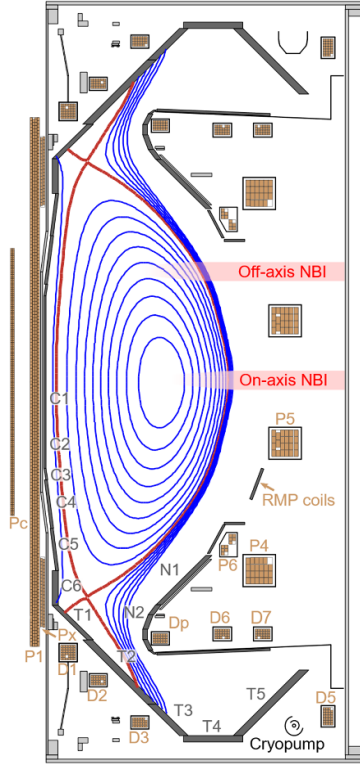 Off-axis NBI
On-axis NBI
C1
P5
C2
C3
RMP coils
C4
Pc
C5
P4
N1
P6
C6
T1
N2
Dp
D6
D7
Px
P1
D1
T2
D2
T5
T3
D5
D3
T4
Cryopump